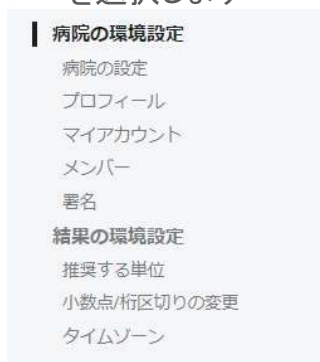 を選択します
病院の環境設定
病院の設定
プロフィール
マイアカウント
メンバー
署名
結果の環境設定
推奨する単位
小数点/桁区切りの変更
タイムゾーン